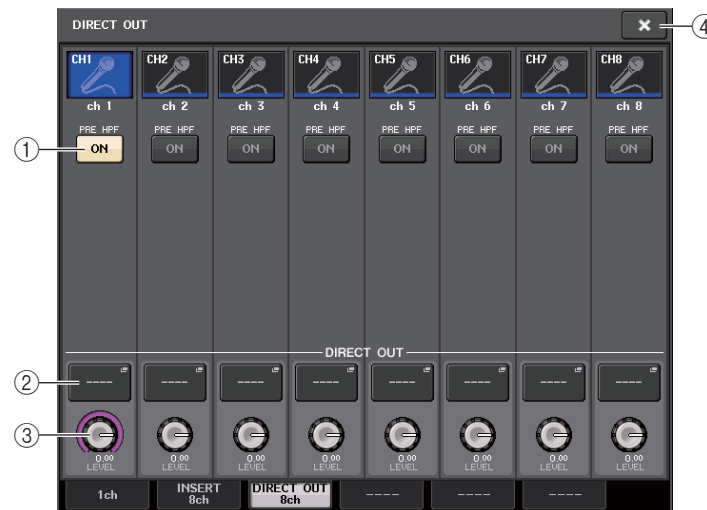 DIRECT OUT
④
CH1 CH2 CH3 CH4 CH5 CH6 CH7 CH8
ch 1 ch 2 ch 3 ch 4 ch 5 ch 6 ch 7 ch 8
PRE HPF PRE HPF PRE HPF PRE HPF PRE HPF PRE HPF PRE HPF PRE HPF
① ON ON ON ON ON ON ON ON
DIRECT OUT
② ---- ---- ---- ---- ---- ---- ---- ----
③
0.00 0.00 0.00 0.00 0.00 0.00 0.00 0.00
LEVEL LEVEL LEVEL LEVEL LEVEL LEVEL LEVEL LEVEL
1ch INSERT 8ch DIRECT OUT 8ch ---- ---- ----